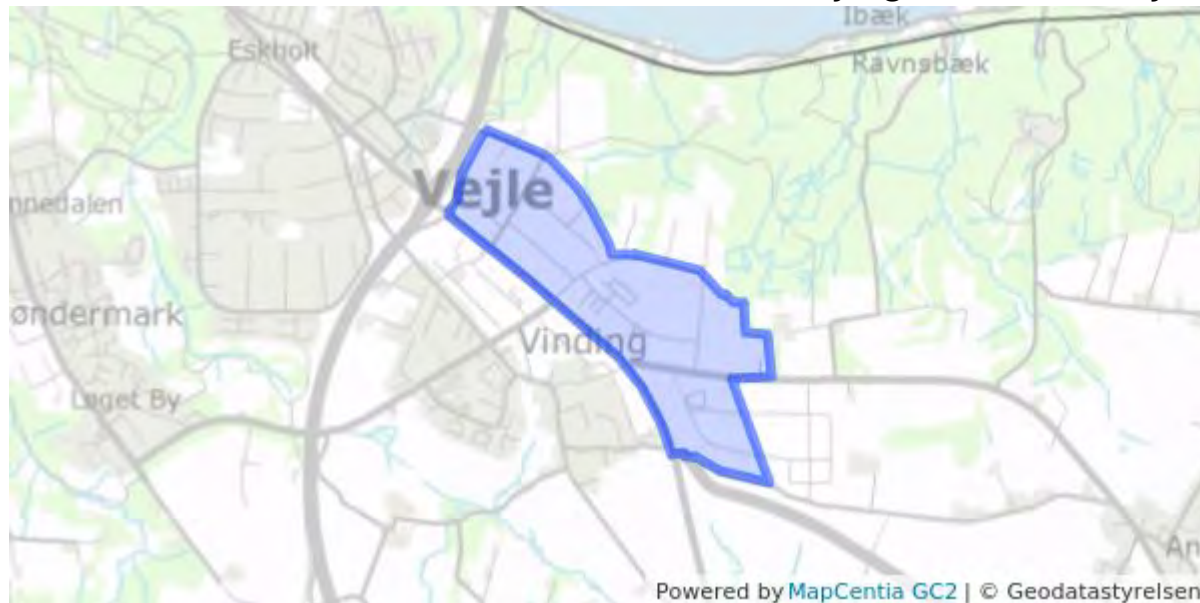 Ibæk
Eskholt
Ravnsbæk
Vejle
nnedalen
øndermark
Vinding
Løget By
An
Powered by MapCentia GC2 | © Geodatastyrelsen